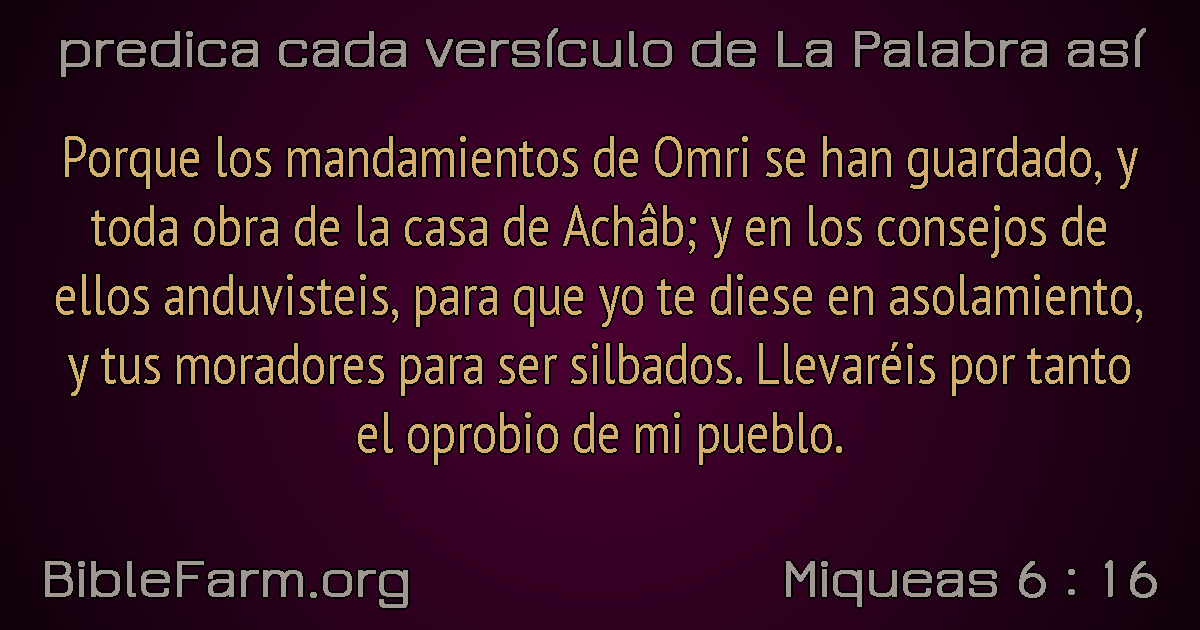 predica cada versículo de La Palabra así
Porque los mandamientos de Omri se han guardado, y
toda obra de la casa de Achâb; y en los consejos de
ellos anduvisteis, para que yo te diese en asolamiento,
y tus moradores para ser silbados. Llevaréis por tanto
el oprobio de mi pueblo.
BibleFarm.org
Miqueas 6 : 16